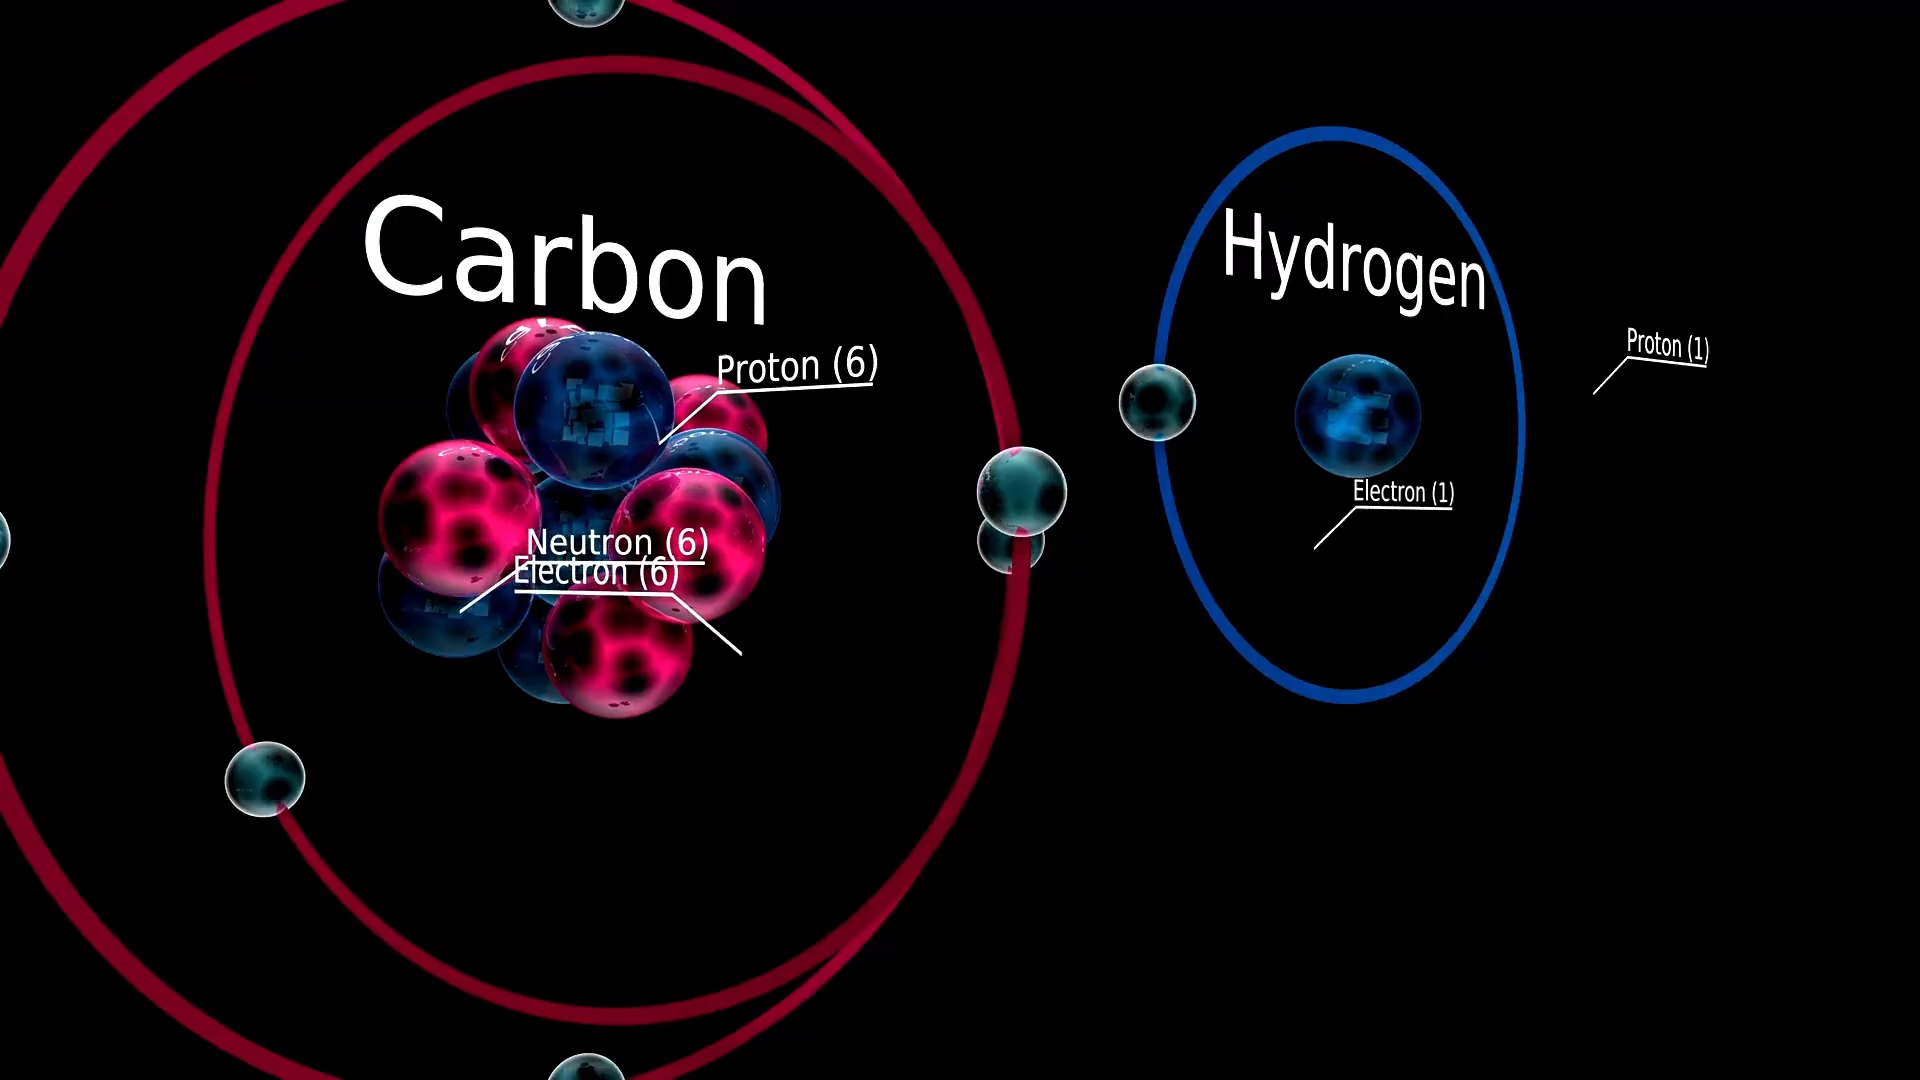 Carbon
Proton (6)
Neutron (6)
Electron (6)
Hydrogen
Proton (1)
Electron (1)